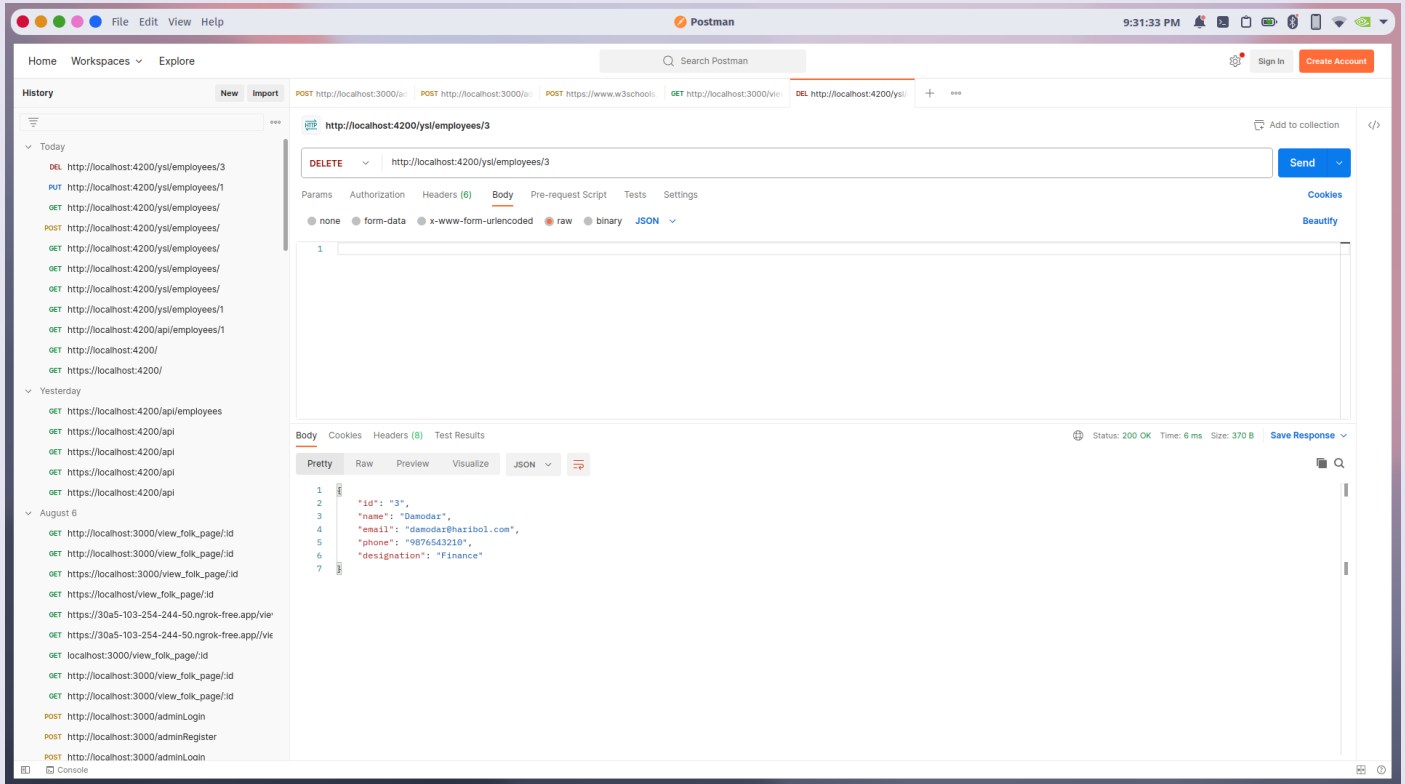 File Edit View Help
Postman
9:31:33 PM
Home Workspaces Explore
Search Postman
Sign In
Create Account
History
New Import
POST http://localhost:3000/ad
POST http://localhost:3000/ad
POST https://www.w3schools
GET http://localhost:3000/vie
DEL http://localhost:4200/ysl/
HTTP http://localhost:4200/ysl/employees/3
Add to collection
</>
DELETE http://localhost:4200/ysl/employees/3
Send
Params Authorization Headers (6) Body Pre-request Script Tests Settings
Cookies
none form-data x-www-form-urlencoded raw binary JSON
Beautify
1
Today
DEL http://localhost:4200/ysl/employees/3
PUT http://localhost:4200/ysl/employees/1
GET http://localhost:4200/ysl/employees/
POST http://localhost:4200/ysl/employees/
GET http://localhost:4200/ysl/employees/
GET http://localhost:4200/ysl/employees/
GET http://localhost:4200/ysl/employees/
GET http://localhost:4200/ysl/employees/1
GET http://localhost:4200/api/employees/1
GET http://localhost:4200/
GET https://localhost:4200/
Yesterday
GET https://localhost:4200/api/employees
GET https://localhost:4200/api
GET https://localhost:4200/api
GET https://localhost:4200/api
GET https://localhost:4200/api
August 6
GET http://localhost:3000/view_folk_page/:id
GET http://localhost:3000/view_folk_page/:id
GET https://localhost:3000/view_folk_page/:id
GET https://localhost/view_folk_page/:id
GET https://30a5-103-254-244-50.ngrok-free.app/view
GET https://30a5-103-254-244-50.ngrok-free.app//vie
GET localhost:3000/view_folk_page/:id
GET http://localhost:3000/view_folk_page/:id
GET http://localhost:3000/view_folk_page/:id
POST http://localhost:3000/adminLogin
POST http://localhost:3000/adminRegister
POST http://localhost:3000/adminLogin
Body Cookies Headers (8) Test Results
Status: 200 OK Time: 6 ms Size: 370 B Save Response
Pretty Raw Preview Visualize JSON
1 {
2 "id": "3",
3 "name": "Damodar",
4 "email": "damodar@haribol.com",
5 "phone": "9876543210",
6 "designation": "Finance"
7 }
Console